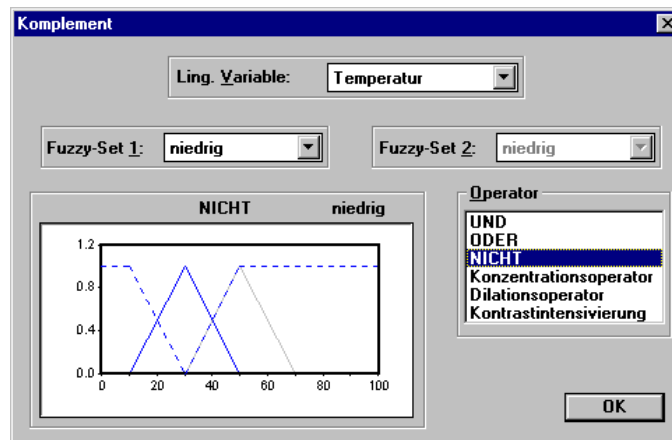 Komplement
Ling. Variable: Temperatur
Fuzzy-Set 1: niedrig Fuzzy-Set 2: niedrig
NICHT niedrig
1.2
0.8
0.4
0.0
0 20 40 60 80 100
Operator
UND
ODER
NICHT
Konzentrationsoperator
Dilationsoperator
Kontrastintensivierung
OK